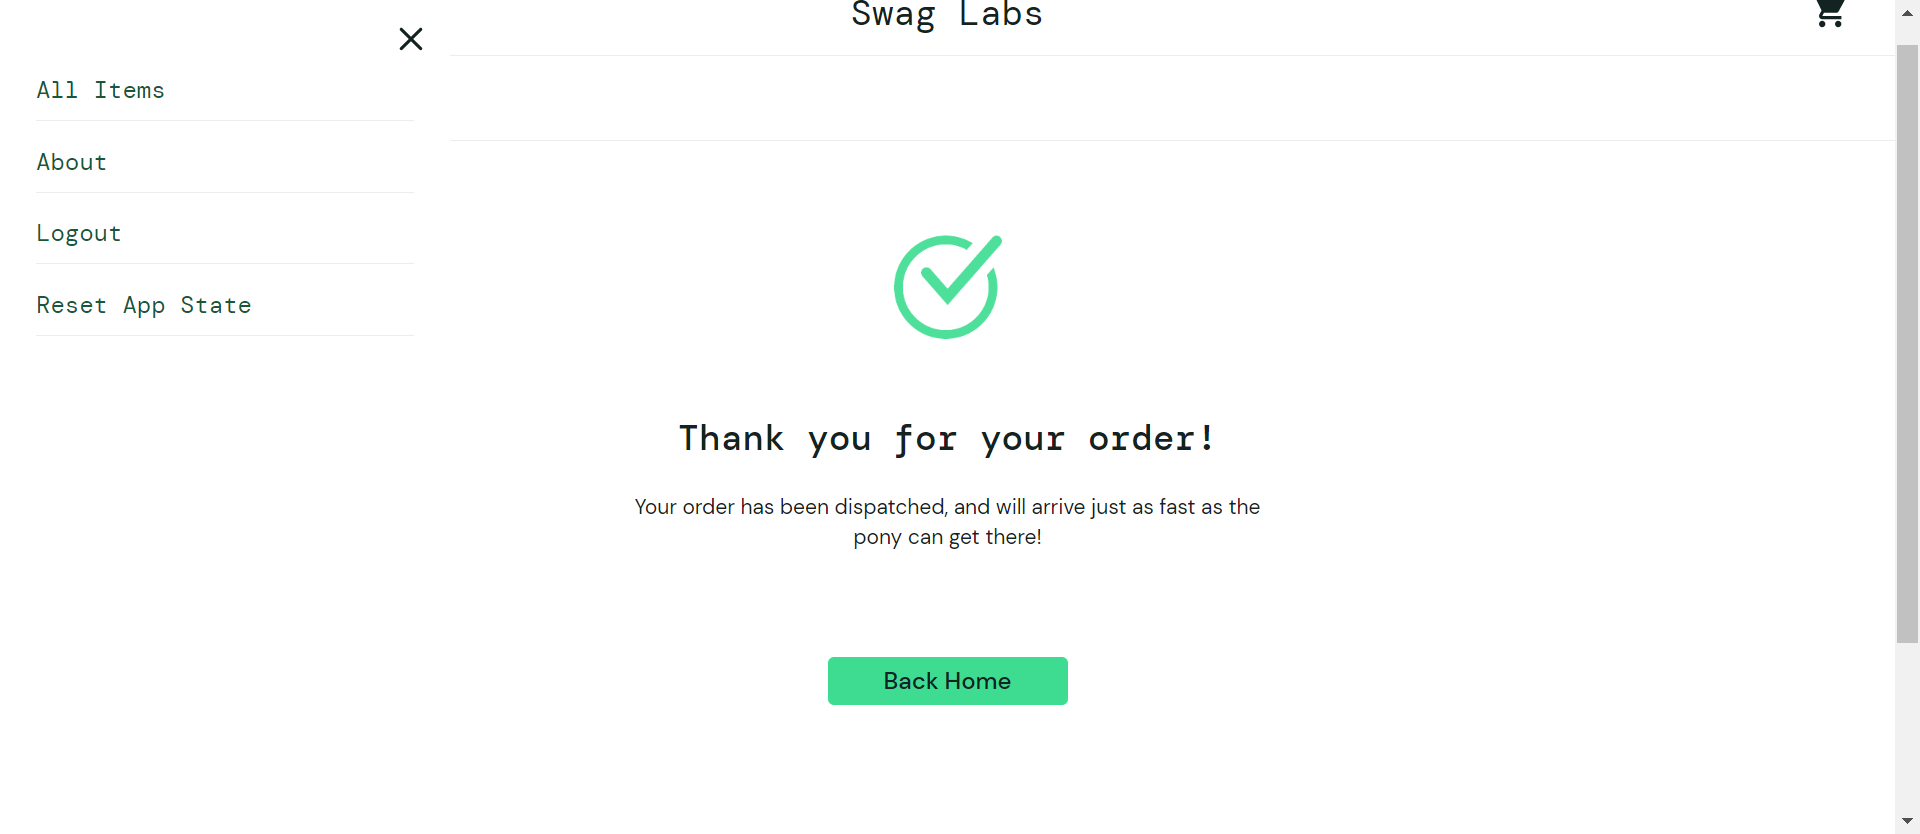 Swag Labs
All Items
About
Logout
Reset App State
Thank you for your order!
Your order has been dispatched, and will arrive just as fast as the
pony can get there!
Back Home